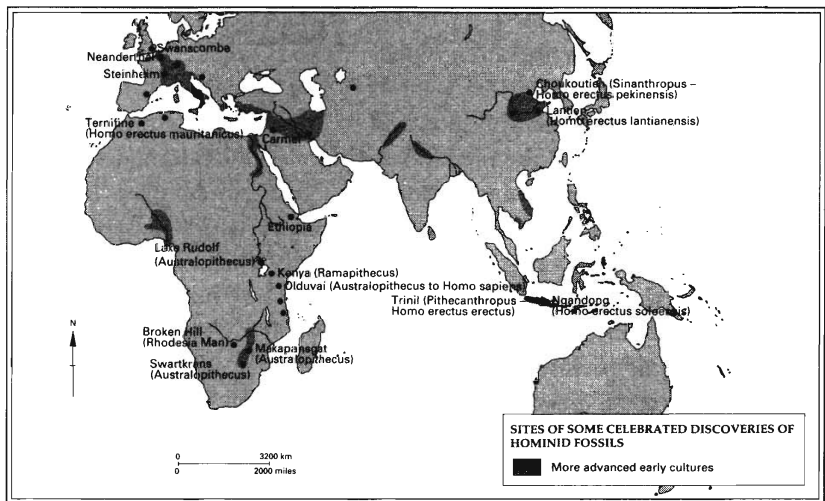 Swanscombe
Neanderthal
Steinheim
Choukoutien (Sinanthropus –
Homo erectus pekinensis)
Lantien
(Homo erectus lantianensis)
Ternifine
(Homo erectus mauritanicus)
Carmel
Ethiopia
Lake Rudolf
(Australopithecus)
Kenya (Ramapithecus)
Olduvai (Australopithecus to Homo sapiens)
Trinil (Pithecanthropus –
Homo erectus erectus)
Ngandong
(Homo erectus soloensis)
Broken Hill
(Rhodesia Man)
Makapansgat
(Australopithecus)
Swartkrans
(Australopithecus)
N
0 3200 km
0 2000 miles
SITES OF SOME CELEBRATED DISCOVERIES OF
HOMINID FOSSILS
More advanced early cultures